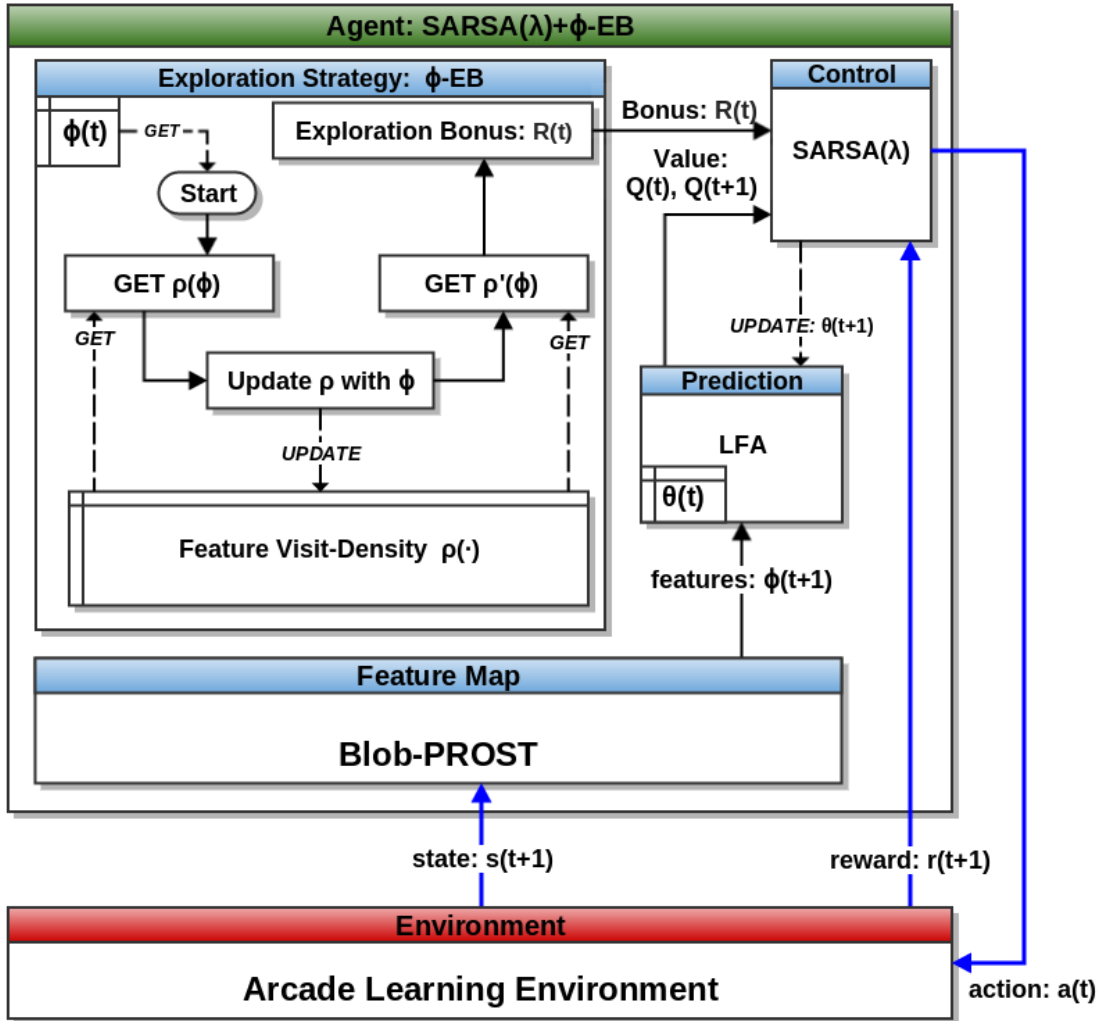 Agent: SARSA(λ)+ϕ-EB
Exploration Strategy: ϕ-EB
Control
ϕ(t)
GET
Exploration Bonus: R(t)
Bonus: R(t)
SARSA(λ)
Value:
Q(t), Q(t+1)
Start
GET ρ(ϕ)
GET ρ'(ϕ)
GET
GET
UPDATE: θ(t+1)
Update ρ with ϕ
Prediction
LFA
UPDATE
θ(t)
Feature Visit-Density ρ(·)
features: ϕ(t+1)
Feature Map
Blob-PROST
state: s(t+1)
reward: r(t+1)
Environment
Arcade Learning Environment
action: a(t)